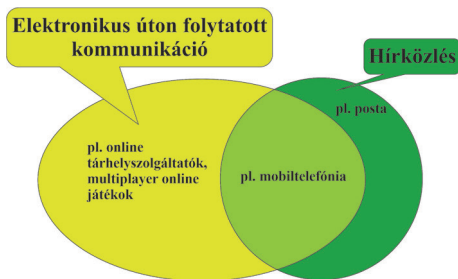 Elektronikus úton folytatott
kommunikáció
Hírközlés
pl. posta
pl. online
tárhelyszolgáltatók,
multiplayer online
játékok
pl. mobiltelefónia